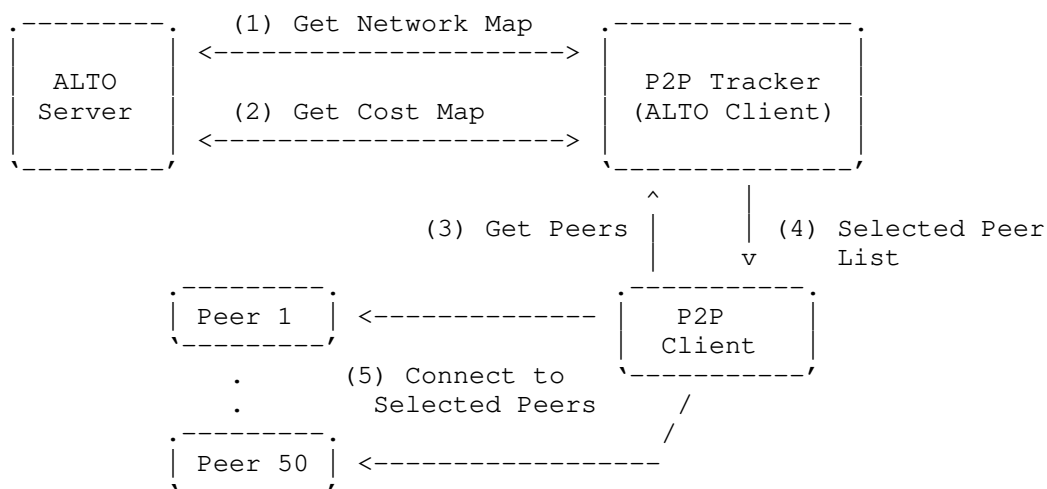 (1) Get Network Map
ALTO P2P Tracker
Server (2) Get Cost Map (ALTO Client)
(3) Get Peers (4) Selected Peer
List
Peer 1 P2P
Client
(5) Connect to
Selected Peers
Peer 50